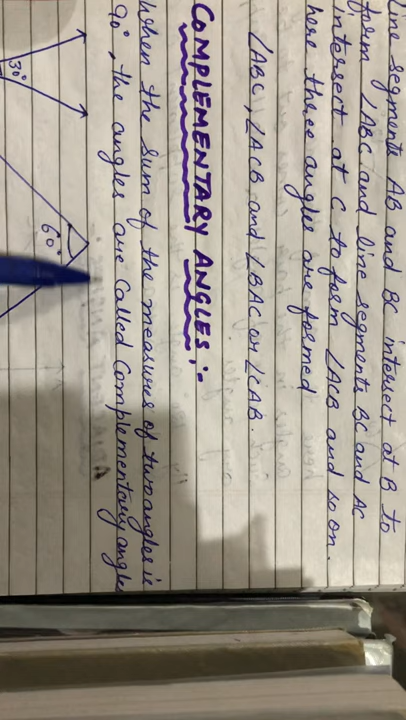 line segments AB and BC intersect at B to
form ∠ABC and line segments BC and AC
intersect at C to form ∠ACB and so on.
here three angles are formed
∠ABC, ∠ACB and ∠BAC or ∠CAB.
COMPLEMENTARY ANGLES :-
When the sum of the measures of two angles is
90°, the angles are called Complementary angles
30°
60°